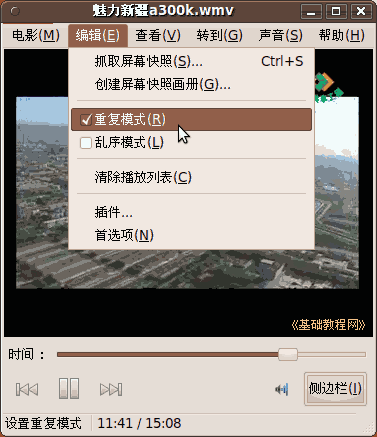 魅力新疆a300k.wmv
电影(M) 编辑(E) 查看(V) 转到(G) 声音(S) 帮助(H)
抓取屏幕快照(S)... Ctrl+S
创建屏幕快照画册(G)...
重复模式(R)
乱序模式(L)
清除播放列表(C)
插件...
首选项(N)
《基础教程网》
时间：
侧边栏(I)
设置重复模式 11:41 / 15:08